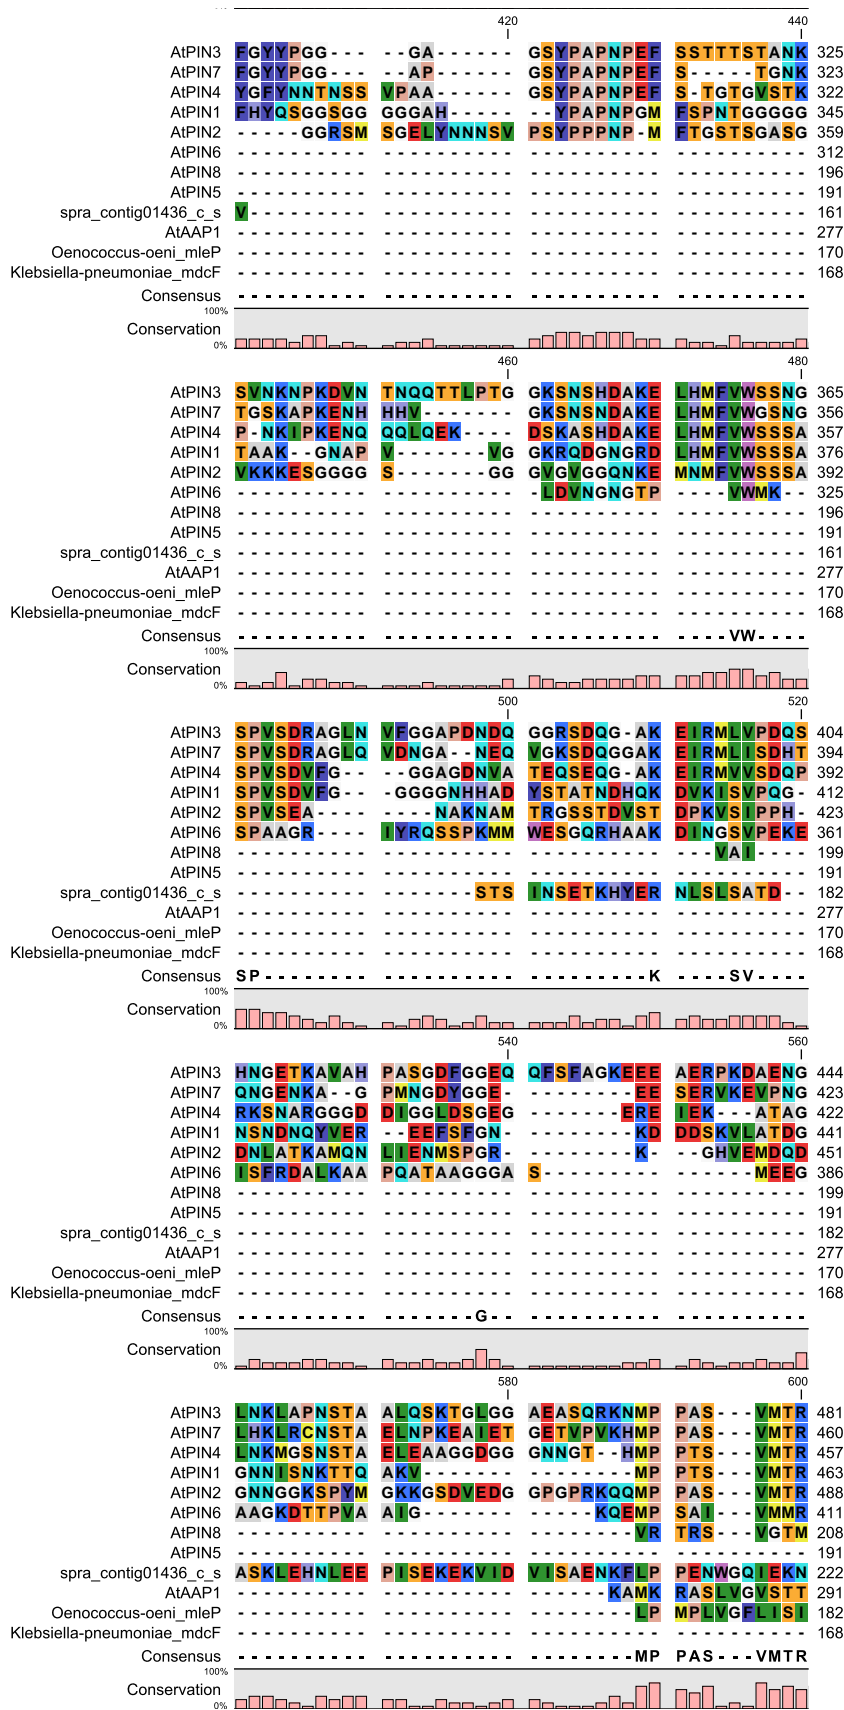 420 440
AtPIN3 FGYYPGG--- --GA------ GSYPAPNPEF SSTTTSTANK 325
AtPIN7 FGYYPGG--- --AP------ GSYPAPNPEF S-----TGNK 323
AtPIN4 YGFYNNTNSS VPAA------ GSYPAPNPEF S-TGTGVSTK 322
AtPIN1 FHYQSGGSGG GGGAH----- --YPAPNPGM FSPNTGGGGG 345
AtPIN2 -----GGRSM SGELYNNNSV PSYPPPNP-M FTGSTSGASG 359
AtPIN6 ---------- ---------- ---------- ---------- 312
AtPIN8 ---------- ---------- ---------- ---------- 196
AtPIN5 ---------- ---------- ---------- ---------- 191
spra_contig01436_c_s V--------- ---------- ---------- ---------- 161
AtAAP1 ---------- ---------- ---------- ---------- 277
Oenococcus-oeni_mleP ---------- ---------- ---------- ---------- 170
Klebsiella-pneumoniae_mdcF ---------- ---------- ---------- ---------- 168
Consensus ---------- ---------- ---------- ----------
100%
Conservation
0%
460 480
AtPIN3 SVNKNPKDVN TNQQTTLPTG GKSNSHDAKE LHMFVWSSNG 365
AtPIN7 TGSKAPKENH HHV------- GKSNSNDAKE LHMFVWGSNG 356
AtPIN4 P-NKIPKENQ QQLQEK---- DSKASHDAKE LHMFVWSSSA 357
AtPIN1 TAAK--GNAP V-------VG GKRQDGNGRD LHMFVWSSSA 376
AtPIN2 VKKKESGGGG S-----GG GVGVGGQNKE MNMFVWSSSA 392
AtPIN6 ---------- ---------- -LDVNGNGTP ----VWMK-- 325
AtPIN8 ---------- ---------- ---------- ---------- 196
AtPIN5 ---------- ---------- ---------- ---------- 191
spra_contig01436_c_s ---------- ---------- ---------- ---------- 161
AtAAP1 ---------- ---------- ---------- ---------- 277
Oenococcus-oeni_mleP ---------- ---------- ---------- ---------- 170
Klebsiella-pneumoniae_mdcF ---------- ---------- ---------- ---------- 168
Consensus ---------- ---------- ---------- ----VW----
100%
Conservation
0%
500 520
AtPIN3 SPVSDRAGLN VFGGAPDNDQ GGRSDQG-AK EIRMLVPDQS 404
AtPIN7 SPVSDRAGLQ VDNGA--NEQ VGKSDQGGAK EIRMLISDHT 394
AtPIN4 SPVSDVFG-- --GGAGDNVA TEQSEQG-AK EIRMVVSDQP 392
AtPIN1 SPVSDVFG-- -GGGGNHHAD YSTATNDHQK DVKISVPQG- 412
AtPIN2 SPVSEA---- ----NAKNAM TRGSSTDVST DPKVSIPPH- 423
AtPIN6 SPAAGR---- IYRQSSPKMM WESGQRHAAK DINGSVPEKE 361
AtPIN8 ---------- ---------- ---------- ---VAI---- 199
AtPIN5 ---------- ---------- ---------- ---------- 191
spra_contig01436_c_s ---------- -------STS INSETKHYER NLSLSATD-- 182
AtAAP1 ---------- ---------- ---------- ---------- 277
Oenococcus-oeni_mleP ---------- ---------- ---------- ---------- 170
Klebsiella-pneumoniae_mdcF ---------- ---------- ---------- ---------- 168
Consensus SP-------- ---------- ---------K ----SV----
100%
Conservation
0%
540 560
AtPIN3 HNGETKAVAH PASGDFGGEQ QFSFAGKEEE AERPKDAENG 444
AtPIN7 QNGENKA--G PMNGDYGGE- --------EE SERVKEVPNG 423
AtPIN4 RKSNARGGGD DIGGLDSGEG -------ERE IEK---ATAG 422
AtPIN1 NSNDNQYVER --EEFSFGN- --------KD DDSKVLATDG 441
AtPIN2 DNLATKAMQN LIENMSPGR- --------K- --GHVEMDQD 451
AtPIN6 ISFRDALKAA PQATAAGGGA S--------- ------MEEG 386
AtPIN8 ---------- ---------- ---------- ---------- 199
AtPIN5 ---------- ---------- ---------- ---------- 191
spra_contig01436_c_s ---------- ---------- ---------- ---------- 182
AtAAP1 ---------- ---------- ---------- ---------- 277
Oenococcus-oeni_mleP ---------- ---------- ---------- ---------- 170
Klebsiella-pneumoniae_mdcF ---------- ---------- ---------- ---------- 168
Consensus ---------- -------G-- ---------- ----------
100%
Conservation
0%
580 600
AtPIN3 LNKLAPNSTA ALQSKTGLGG AEASQRKNMP PAS---VMTR 481
AtPIN7 LHKLRCNSTA ELNPKEAIET GETVPVKHMP PAS---VMTR 460
AtPIN4 LNKMGSNSTA ELEAAGGDGG GNNGT--HMP PTS---VMTR 457
AtPIN1 GNNISNKTTQ AKV------- --------MP PTS---VMTR 463
AtPIN2 GNNGGKSPYM GKKGSDVEDG GPGPRKQQMP PTS---VMTR 488
AtPIN6 AAGKDTTPVA AIG------- -----KQEMP SAI---VMMR 411
AtPIN8 ---------- ---------- --------VR TRS---VGTM 208
AtPIN5 ---------- ---------- ---------- ---------- 191
spra_contig01436_c_s ASKLEHNLEE PISEKEKVID VISAENKFLP PENWGQIEKN 222
AtAAP1 ---------- ---------- ------KAMK RASLVGVSTT 291
Oenococcus-oeni_mleP ---------- ---------- --------LP MPLVGFLISI 182
Klebsiella-pneumoniae_mdcF ---------- ---------- ---------- ---------- 168
Consensus ---------- ---------- --------MP PAS---VMTR
100%
Conservation
0%